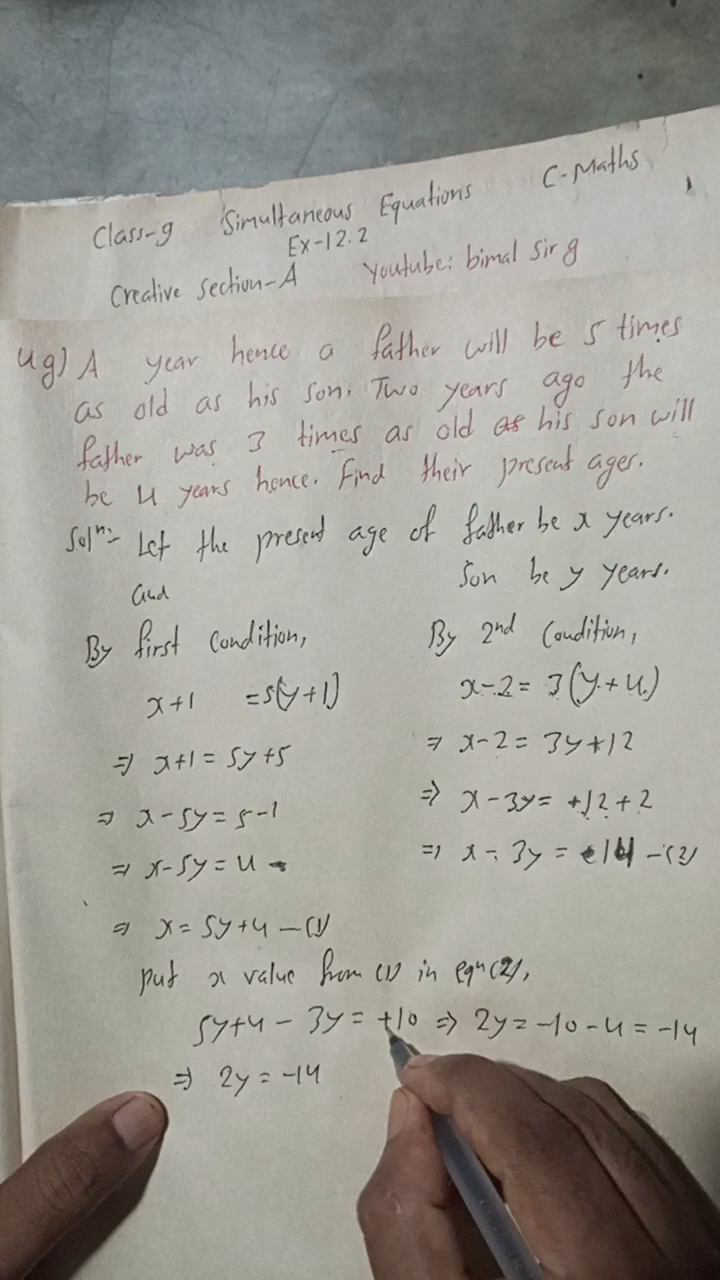 Class-9 Simultaneous Equations C-Maths
Ex-12.2
Creative Section-A Youtube: bimal Sir g
4g) A year hence a father will be 5 times
as old as his son. Two years ago the
father was 3 times as old as his son will
be 4 years hence. Find their present ages.
Solⁿ:- Let the present age of father be x years.
and Son be y years.
By first condition,
x+1 =5(y+1)
⇒ x+1 = 5y+5
⇒ x-5y = 5-1
⇒ x-5y = 4
⇒ x = 5y+4 -(1)
By 2nd Condition,
x-2 = 3(y+4)
⇒ x-2 = 3y+12
⇒ x-3y = +12+2
⇒ x-3y = 14 -(2)
put x value from (1) in eqⁿ(2),
5y+4-3y = +10 ⇒ 2y = -10-4 = -14
⇒ 2y = -14